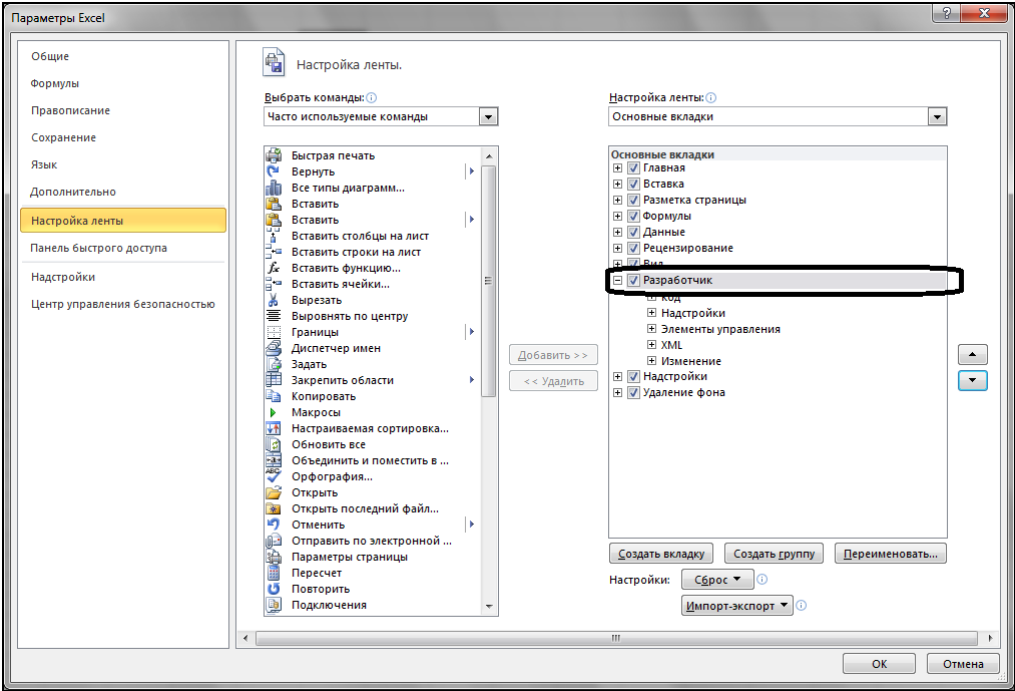 Параметры Excel
Общие
Формулы
Правописание
Сохранение
Язык
Дополнительно
Настройка ленты
Панель быстрого доступа
Надстройки
Центр управления безопасностью
Настройка ленты.
Выбрать команды:
Часто используемые команды
Быстрая печать
Вернуть
Все типы диаграмм...
Вставить
Вставить
Вставить столбцы на лист
Вставить строки на лист
Вставить функцию...
Вставить ячейки...
Вырезать
Выровнять по центру
Границы
Диспетчер имен
Задать
Закрепить области
Копировать
Макросы
Настраиваемая сортировка...
Обновить все
Объединить и поместить в ...
Орфография...
Открыть
Открыть последний файл...
Отменить
Отправить по электронной ...
Параметры страницы
Пересчет
Повторить
Подключения
Добавить >>
<< Удалить
Настройка ленты:
Основные вкладки
Основные вкладки
Главная
Вставка
Разметка страницы
Формулы
Данные
Рецензирование
Вид
Разработчик
Код
Надстройки
Элементы управления
XML
Изменение
Надстройки
Удаление фона
Создать вкладку
Создать группу
Переименовать...
Настройки:
Сброс
Импорт-экспорт
ОК
Отмена